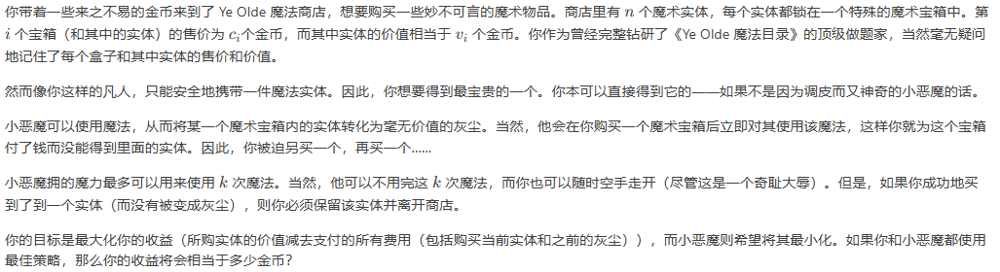 你带着一些来之不易的金币来到了 Ye Olde 魔法商店，想要购买一些妙不可言的魔术物品。商店里有 n 个魔术实体，每个实体都锁在一个特殊的魔术宝箱中。第
i 个宝箱（和其中的实体）的售价为 c_i个金币，而其中实体的价值相当于 v_i 个金币。你作为曾经完整钻研了《Ye Olde 魔法目录》的顶级做题家，当然毫无疑问
地记住了每个盒子和其中实体的售价和价值。
然而像你这样的凡人，只能安全地携带一件魔法实体。因此，你想要得到最宝贵的一个。你本可以直接得到它的——如果不是因为调皮而又神奇的小恶魔的话。
小恶魔可以使用魔法，从而将某一个魔术宝箱内的实体转化为毫无价值的灰尘。当然，他会在你购买一个魔术宝箱后立即对其使用该魔法，这样你就为这个宝箱
付了钱而没能得到里面的实体。因此，你被迫另买一个，再买一个……
小恶魔拥的魔力最多可以用来使用 k 次魔法。当然，他可以不用完这 k 次魔法，而你也可以随时空手走开（尽管这是一个奇耻大辱）。但是，如果你成功地买
到了到一个实体（而没有被变成灰尘），则你必须保留该实体并离开商店。
你的目标是最大化你的收益（所购实体的价值减去支付的所有费用（包括购买当前实体和之前的灰尘）），而小恶魔则希望将其最小化。如果你和小恶魔都使用
最佳策略，那么你的收益将会相当于多少金币？